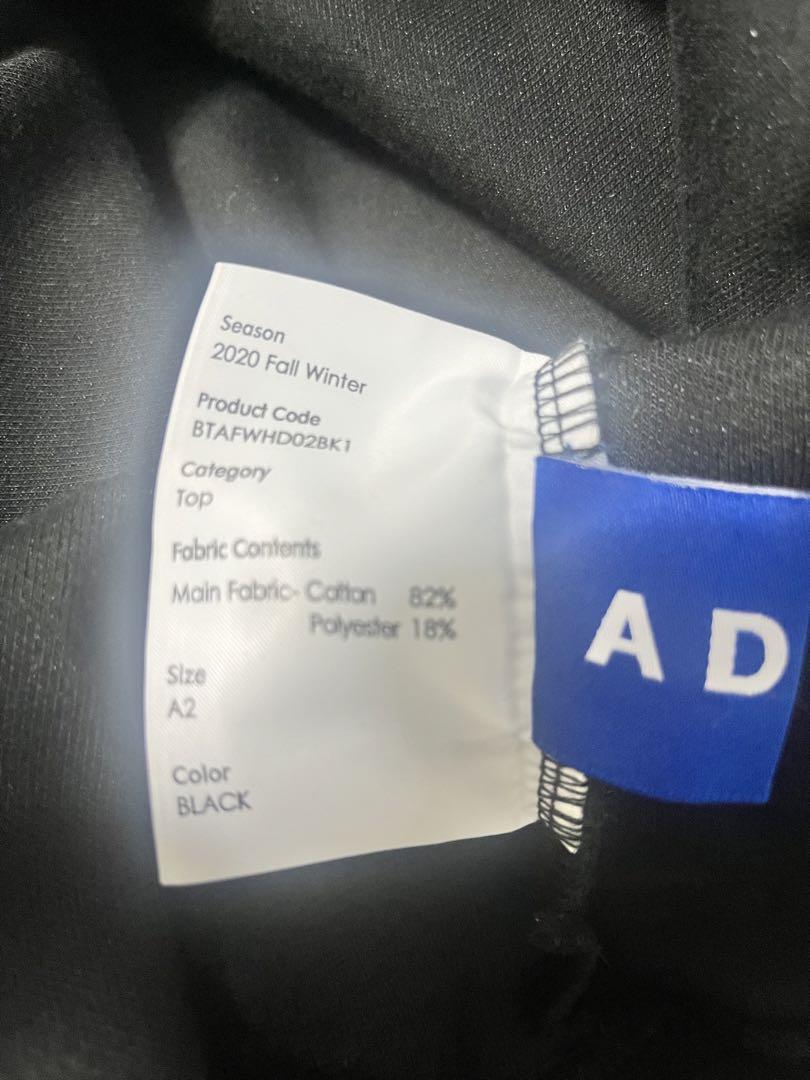 Season
2020 Fall Winter
Product Code
BTAFWHD02BK1
Category
Top
Fabric Contents
Main Fabric- Cotton 82%
Polyester 18%
Size
A2
Color
BLACK
A D